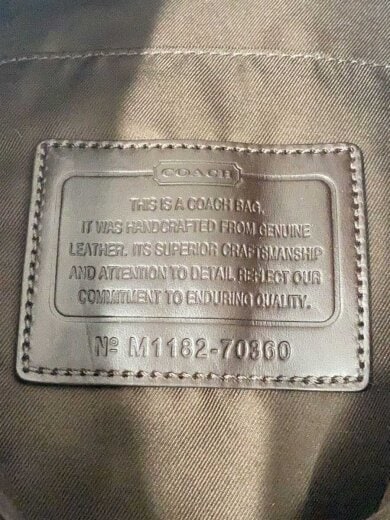 COACH
THIS IS A COACH BAG.
IT WAS HANDCRAFTED FROM GENUINE
LEATHER. ITS SUPERIOR CRAFTSMANSHIP
AND ATTENTION TO DETAIL REFLECT OUR
COMMITMENT TO ENDURING QUALITY.
Nº M1182-70360